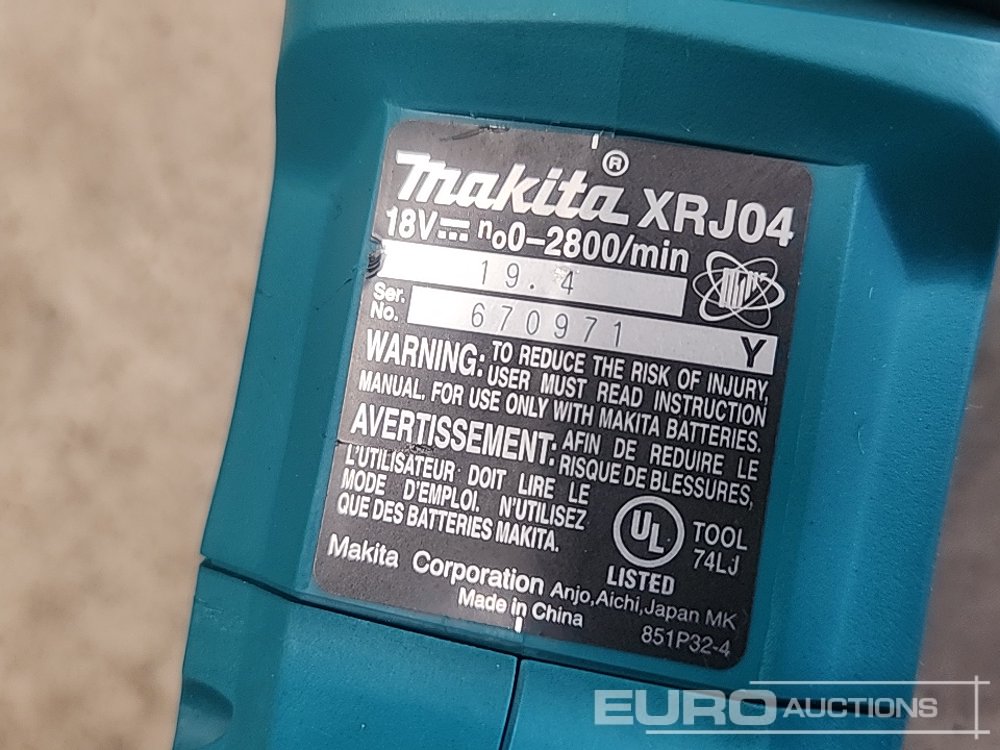 makita® XRJ04
18V⎓ n₀0–2800/min
19.4
Ser. No. 670971 Y
WARNING: TO REDUCE THE RISK OF INJURY,
USER MUST READ INSTRUCTION
MANUAL. FOR USE ONLY WITH MAKITA BATTERIES.
AVERTISSEMENT: AFIN DE REDUIRE LE
RISQUE DE BLESSURES,
L'UTILISATEUR DOIT LIRE LE
MODE D'EMPLOI. N'UTILISEZ
QUE DES BATTERIES MAKITA.
UL
LISTED
TOOL
74LJ
Makita Corporation Anjo,Aichi,Japan MK
Made in China
851P32-4
EURO AUCTIONS